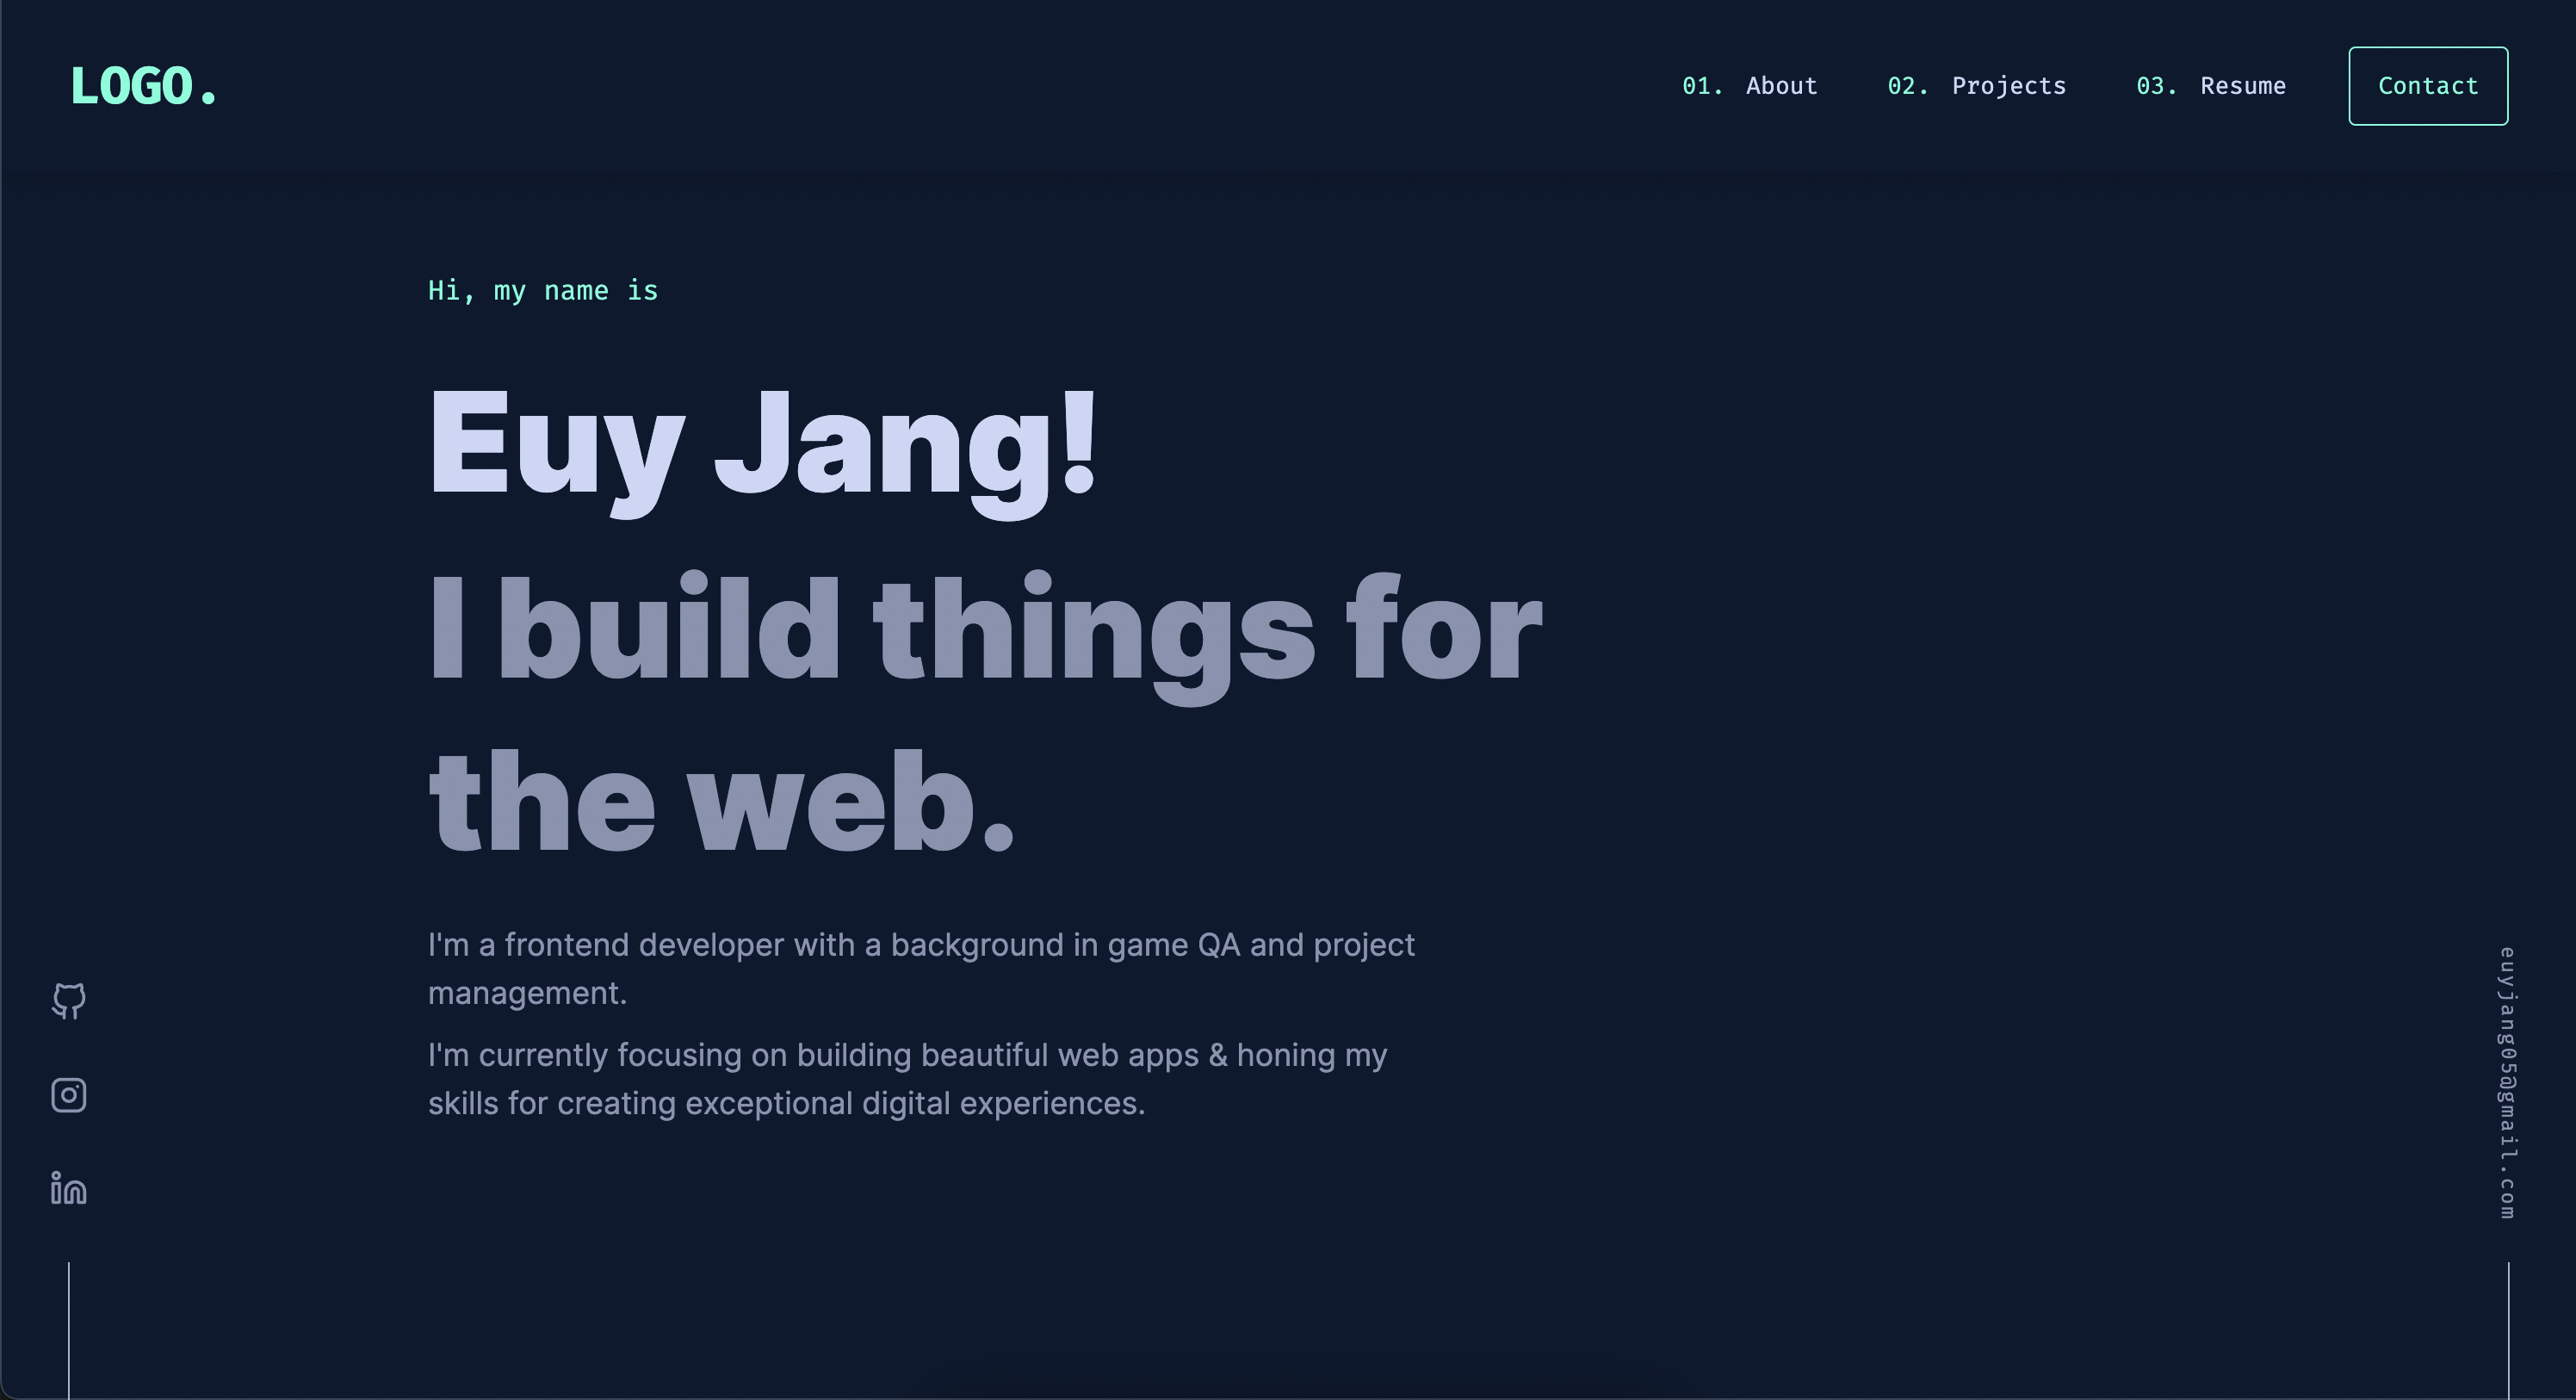 LOGO.
01. About 02. Projects 03. Resume Contact
Hi, my name is
Euy Jang!
I build things for
the web.
I'm a frontend developer with a background in game QA and project
management.
I'm currently focusing on building beautiful web apps & honing my
skills for creating exceptional digital experiences.
in
euyjang05@gmail.com